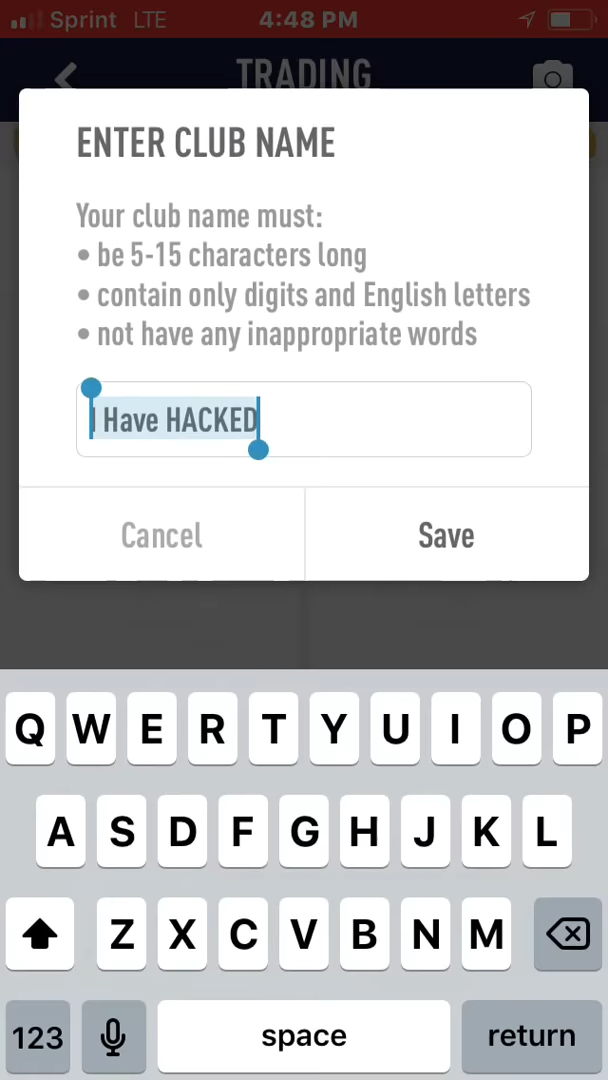 Sprint LTE 4:48 PM
TRADING
ENTER CLUB NAME
Your club name must:
• be 5-15 characters long
• contain only digits and English letters
• not have any inappropriate words
I Have HACKED
Cancel Save
Q W E R T Y U I O P
A S D F G H J K L
Z X C V B N M
123 space return